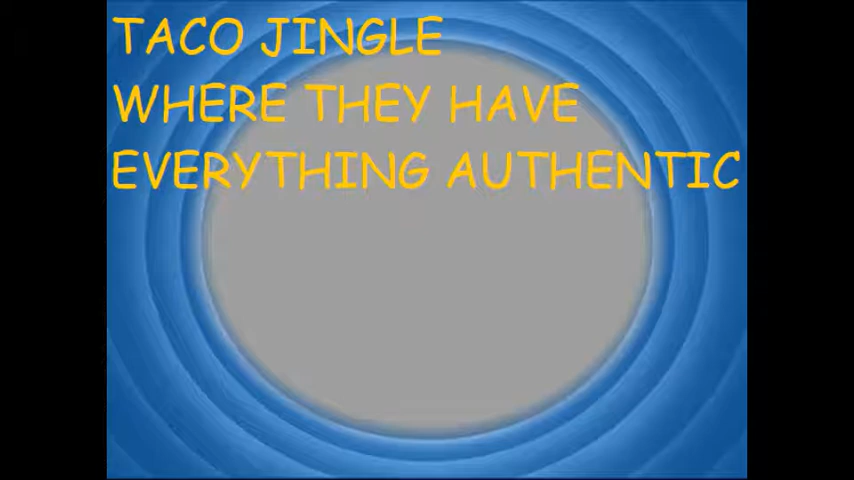 TACO JINGLE
WHERE THEY HAVE
EVERYTHING AUTHENTIC